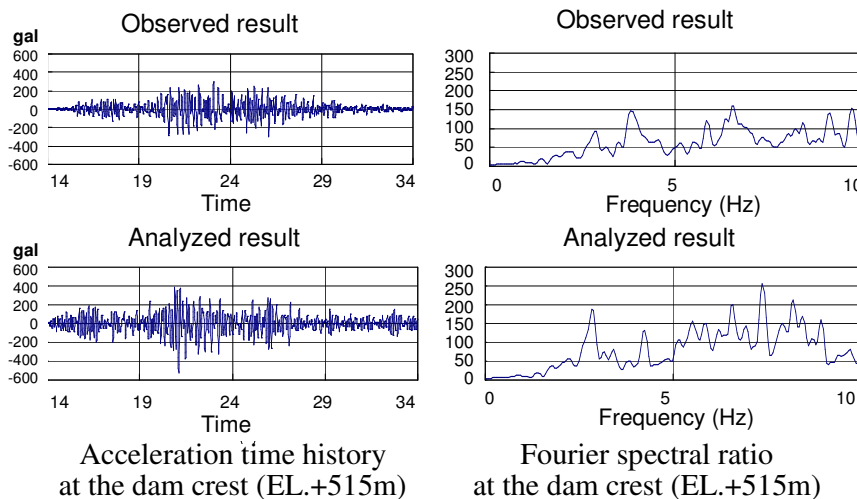 Observed result
gal
600
400
200
0
-200
-400
-600
14 19 24 29 34
Time
Observed result
300
250
200
150
100
50
0
0 5 10
Frequency (Hz)
Analyzed result
gal
600
400
200
0
-200
-400
-600
14 19 24 29 34
Time
Analyzed result
300
250
200
150
100
50
0
0 5 10
Frequency (Hz)
Acceleration time history
at the dam crest (EL.+515m)
Fourier spectral ratio
at the dam crest (EL.+515m)